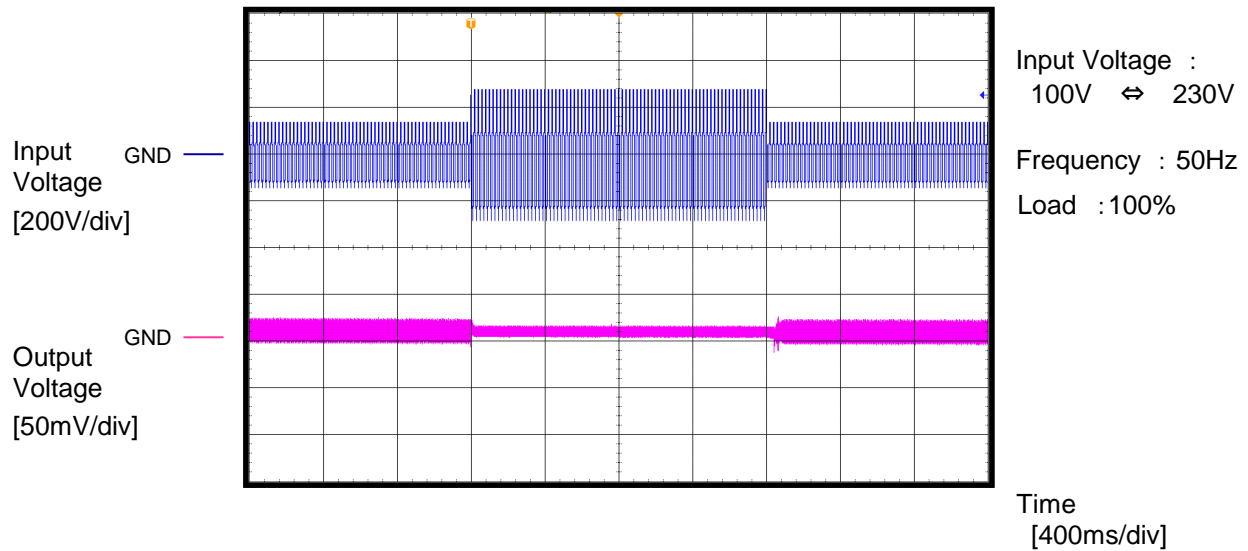 T
Input
Voltage
[200V/div]
GND
Output
Voltage
[50mV/div]
GND
Input Voltage :
100V ⇔ 230V
Frequency : 50Hz
Load :100%
Time
[400ms/div]